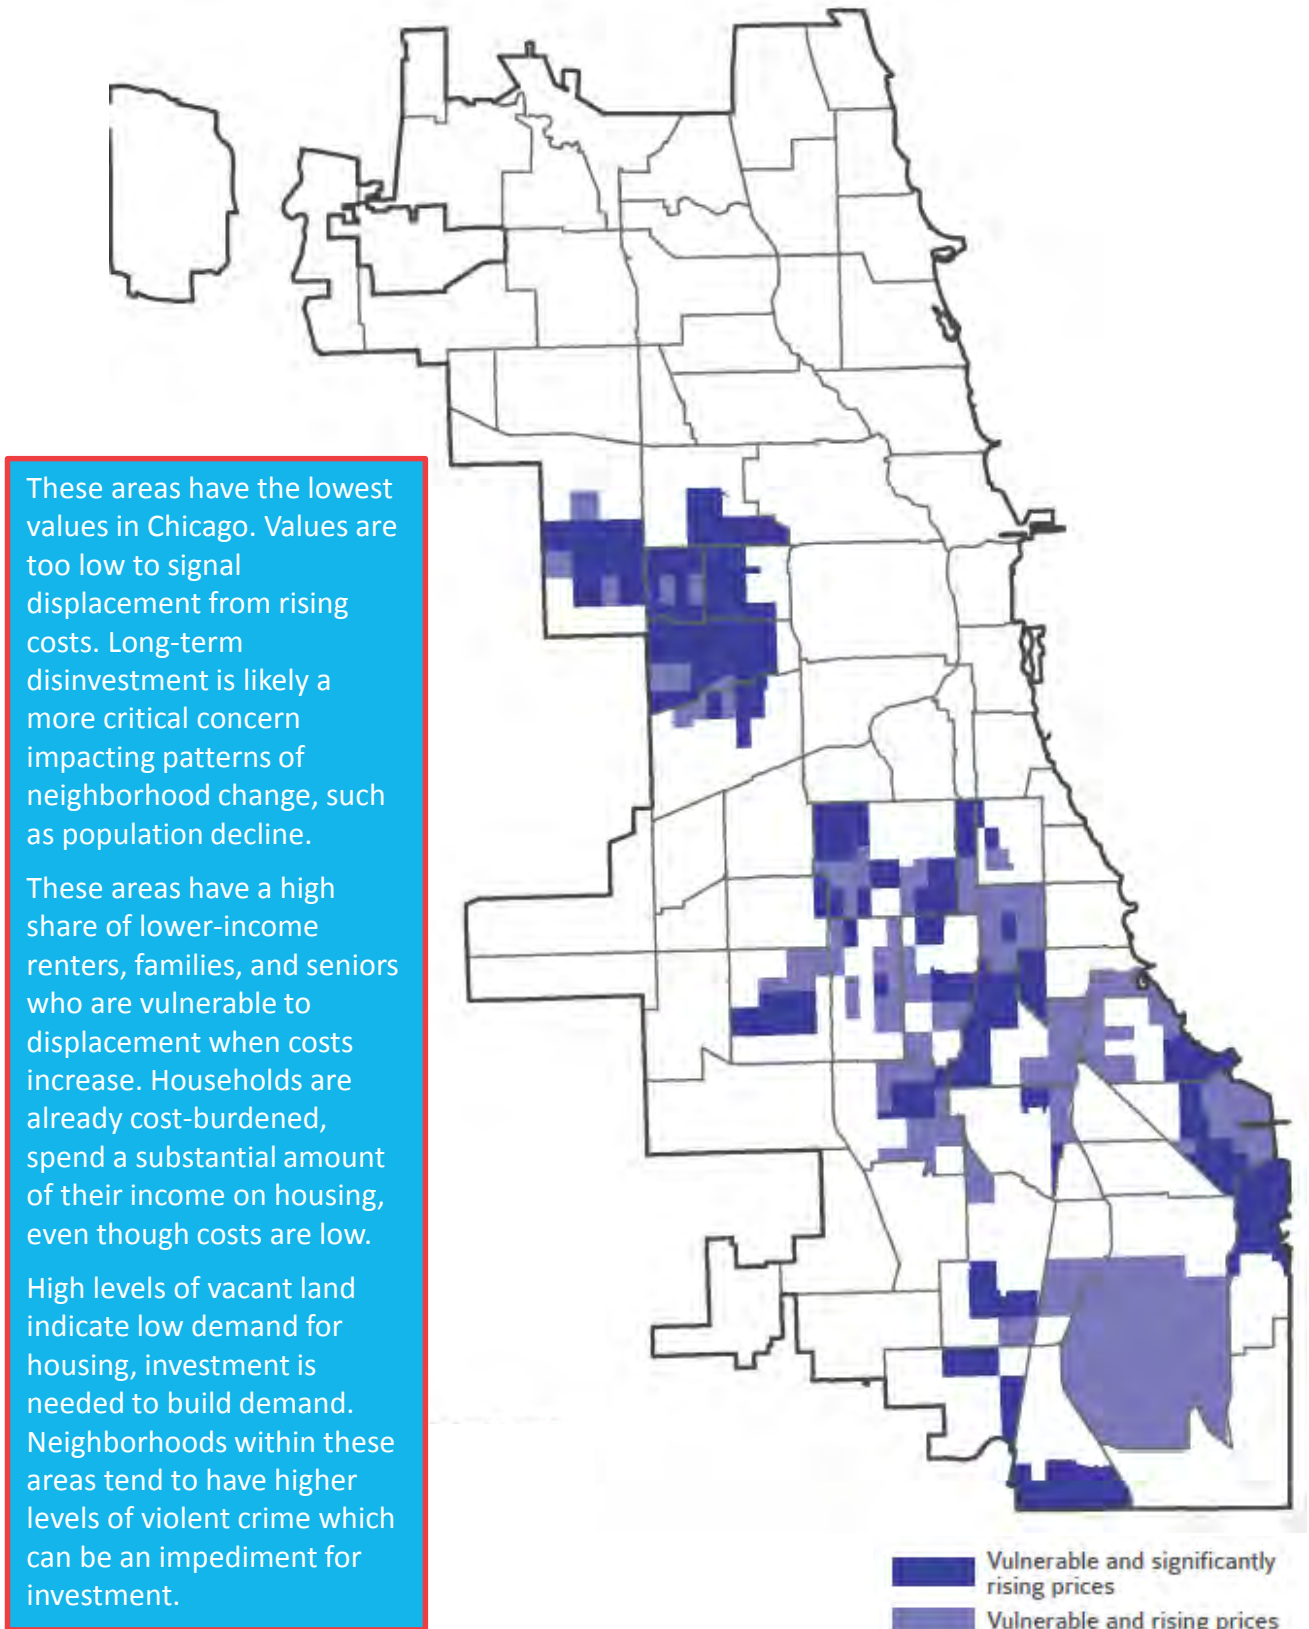 These areas have the lowest
values in Chicago. Values are
too low to signal
displacement from rising
costs. Long-term
disinvestment is likely a
more critical concern
impacting patterns of
neighborhood change, such
as population decline.
These areas have a high
share of lower-income
renters, families, and seniors
who are vulnerable to
displacement when costs
increase. Households are
already cost-burdened,
spend a substantial amount
of their income on housing,
even though costs are low.
High levels of vacant land
indicate low demand for
housing, investment is
needed to build demand.
Neighborhoods within these
areas tend to have higher
levels of violent crime which
can be an impediment for
investment.
Vulnerable and significantly
rising prices
Vulnerable and rising prices